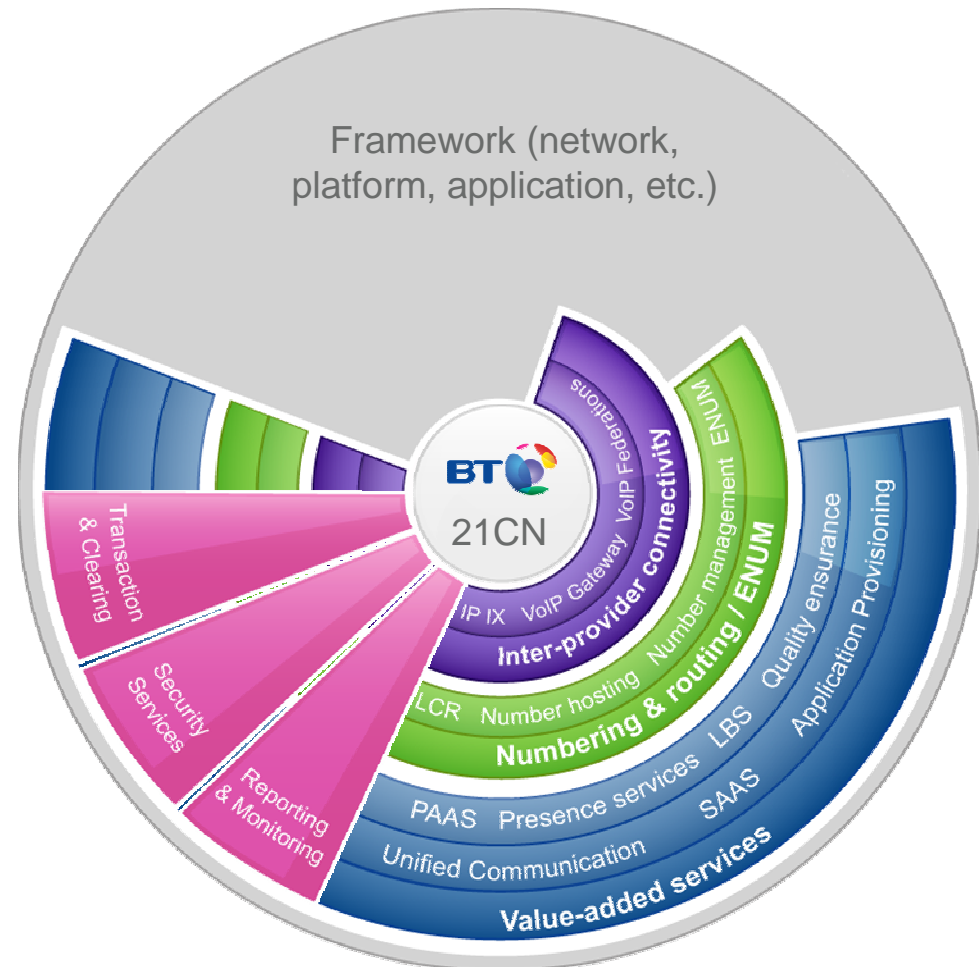 Framework (network,
platform, application, etc.)
BT
21CN
VoIP Federations
VoIP Gateway
IP IX
Inter-provider connectivity
ENUM
Number management
Number hosting
LCR
Numbering & routing / ENUM
Quality ensurance
LBS
Presence services
PAAS
Application Provisioning
SAAS
Unified Communication
Value-added services
Transaction
& Clearing
Security
Services
Reporting
& Monitoring